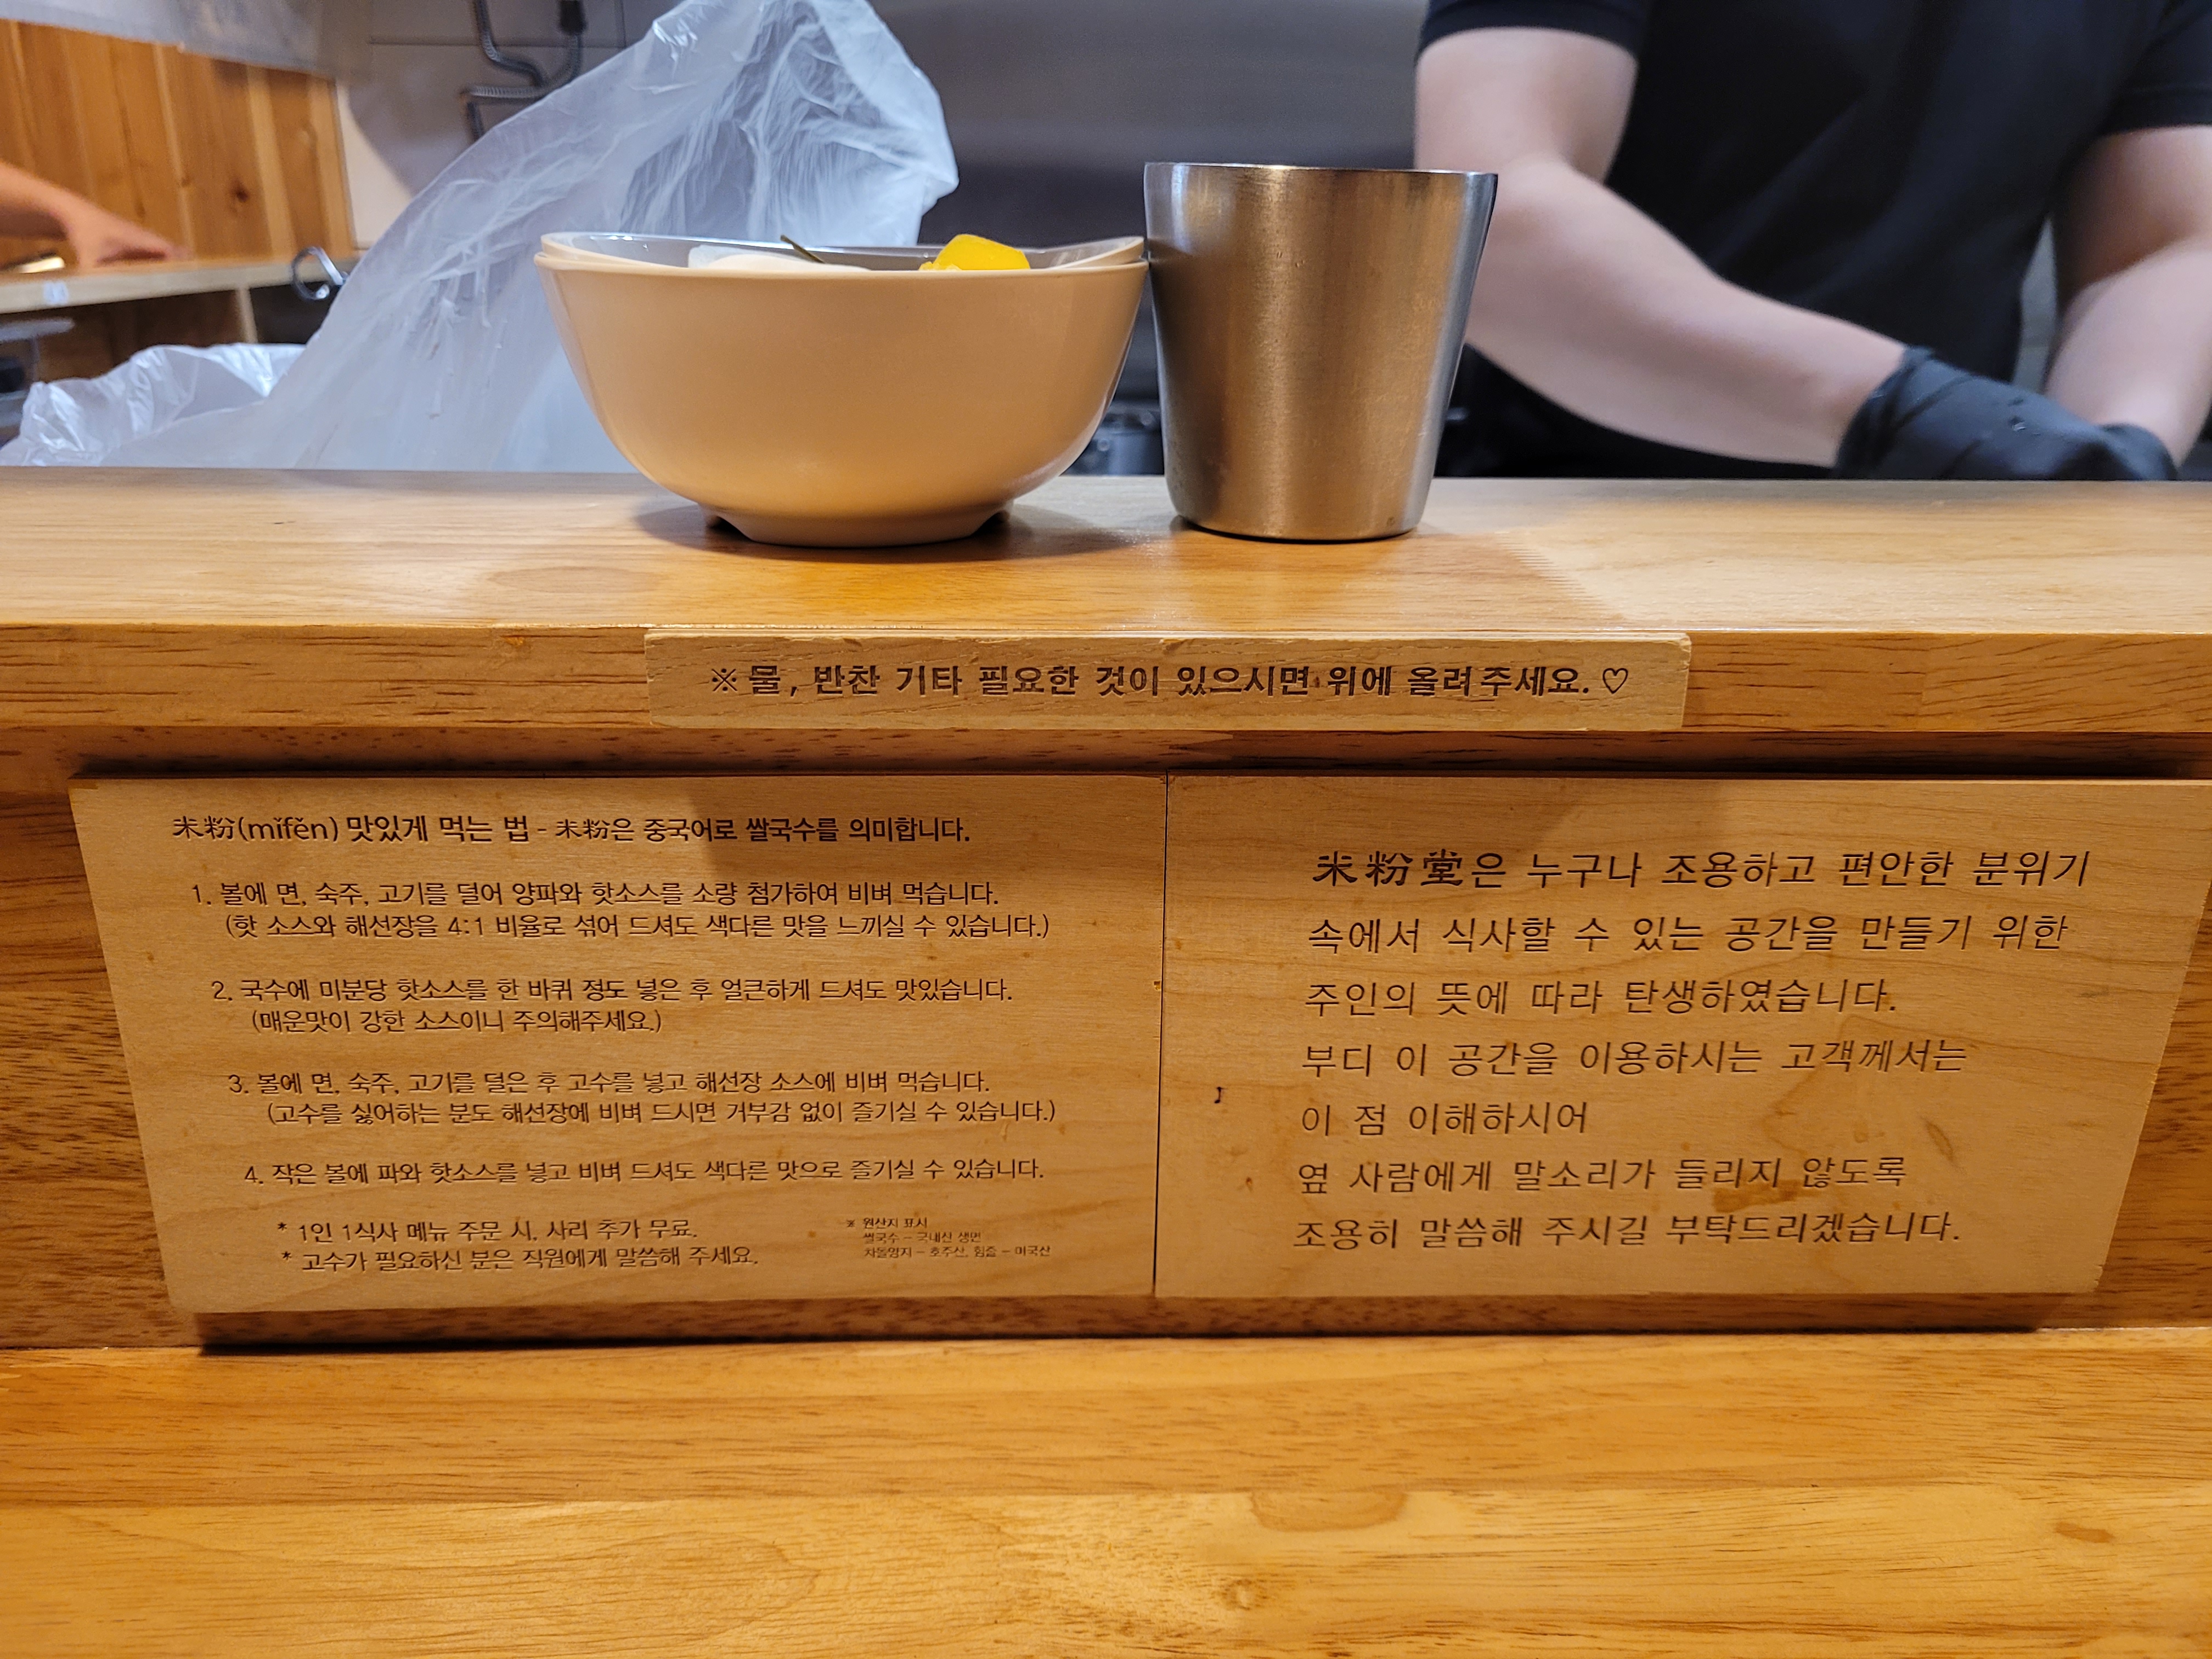 ※ 물, 반찬 기타 필요한 것이 있으시면 위에 올려주세요. ♡
米粉(mǐfěn) 맛있게 먹는 법 - 米粉은 중국어로 쌀국수를 의미합니다.
1. 볼에 면, 숙주, 고기를 덜어 양파와 핫소스를 소량 첨가하여 비벼 먹습니다.
(핫 소스와 해선장을 4:1 비율로 섞어 드셔도 색다른 맛을 느끼실 수 있습니다.)
2. 국수에 미분당 핫소스를 한 바퀴 정도 넣은 후 얼큰하게 드셔도 맛있습니다.
(매운맛이 강한 소스이니 주의해주세요.)
3. 볼에 면, 숙주, 고기를 덜은 후 고수를 넣고 해선장 소스에 비벼 먹습니다.
(고수를 싫어하는 분도 해선장에 비벼 드시면 거부감 없이 즐기실 수 있습니다.)
4. 작은 볼에 파와 핫소스를 넣고 비벼 드셔도 색다른 맛으로 즐기실 수 있습니다.
* 1인 1식사 메뉴 주문 시, 사리 추가 무료.
* 고수가 필요하신 분은 직원에게 말씀해 주세요.
※ 원산지 표시
쌀국수 - 국내산 생면
차돌양지 - 호주산, 힘줄 - 미국산
米粉堂은 누구나 조용하고 편안한 분위기
속에서 식사할 수 있는 공간을 만들기 위한
주인의 뜻에 따라 탄생하였습니다.
부디 이 공간을 이용하시는 고객께서는
이 점 이해하시어
옆 사람에게 말소리가 들리지 않도록
조용히 말씀해 주시길 부탁드리겠습니다.